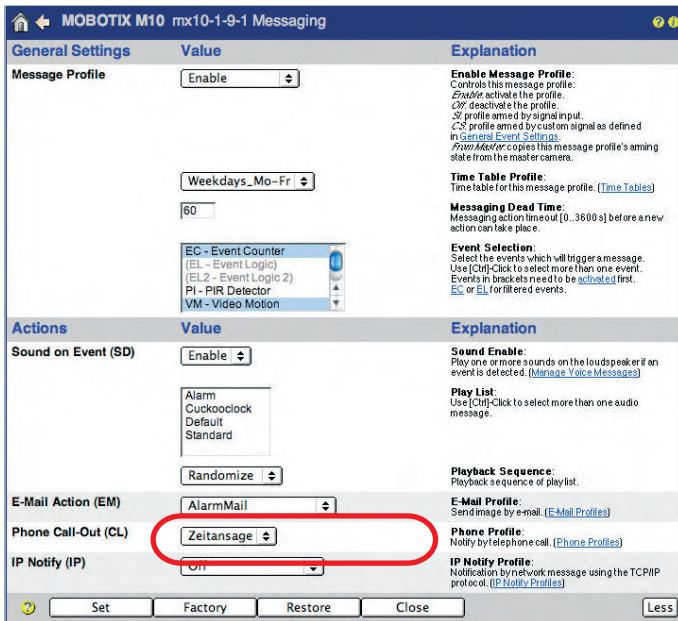 MOBOTIX M10 mx10-1-9-1 Messaging
General Settings Value Explanation
Message Profile Enable Enable Message Profile:
Controls this message profile:
Enable: activate the profile.
Off: deactivate the profile.
SI: profile armed by signal input.
CS: profile armed by custom signal as defined
in General Event Settings.
From Master: copies this message profile's arming
state from the master camera.
Weekdays_Mo-Fr Time Table Profile:
Time table for this message profile. (Time Tables)
60 Messaging Dead Time:
Messaging action timeout [0..3600 s] before a new
action can take place.
EC - Event Counter
(EL - Event Logic)
(EL2 - Event Logic 2)
PI - PIR Detector
VM - Video Motion
Event Selection:
Select the events which will trigger a message.
Use [Ctrl]-Click to select more than one event.
Events in brackets need to be activated first.
EC or EL for filtered events.
Actions Value Explanation
Sound on Event (SD) Enable Sound Enable:
Play one or more sounds on the loudspeaker if an
event is detected. (Manage Voice Messages)
Alarm
Cuckooclock
Default
Standard
Play List:
Use [Ctrl]-Click to select more than one audio
message.
Randomize Playback Sequence:
Playback sequence of playlist.
E-Mail Action (EM) AlarmMail E-Mail Profile:
Send image by e-mail. (E-Mail Profiles)
Phone Call-Out (CL) Zeitansage Phone Profile:
Notify by telephone call. (Phone Profiles)
IP Notify (IP) Off IP Notify Profile:
Notification by network message using the TCP/IP
protocol. (IP Notify Profiles)
Set Factory Restore Close Less